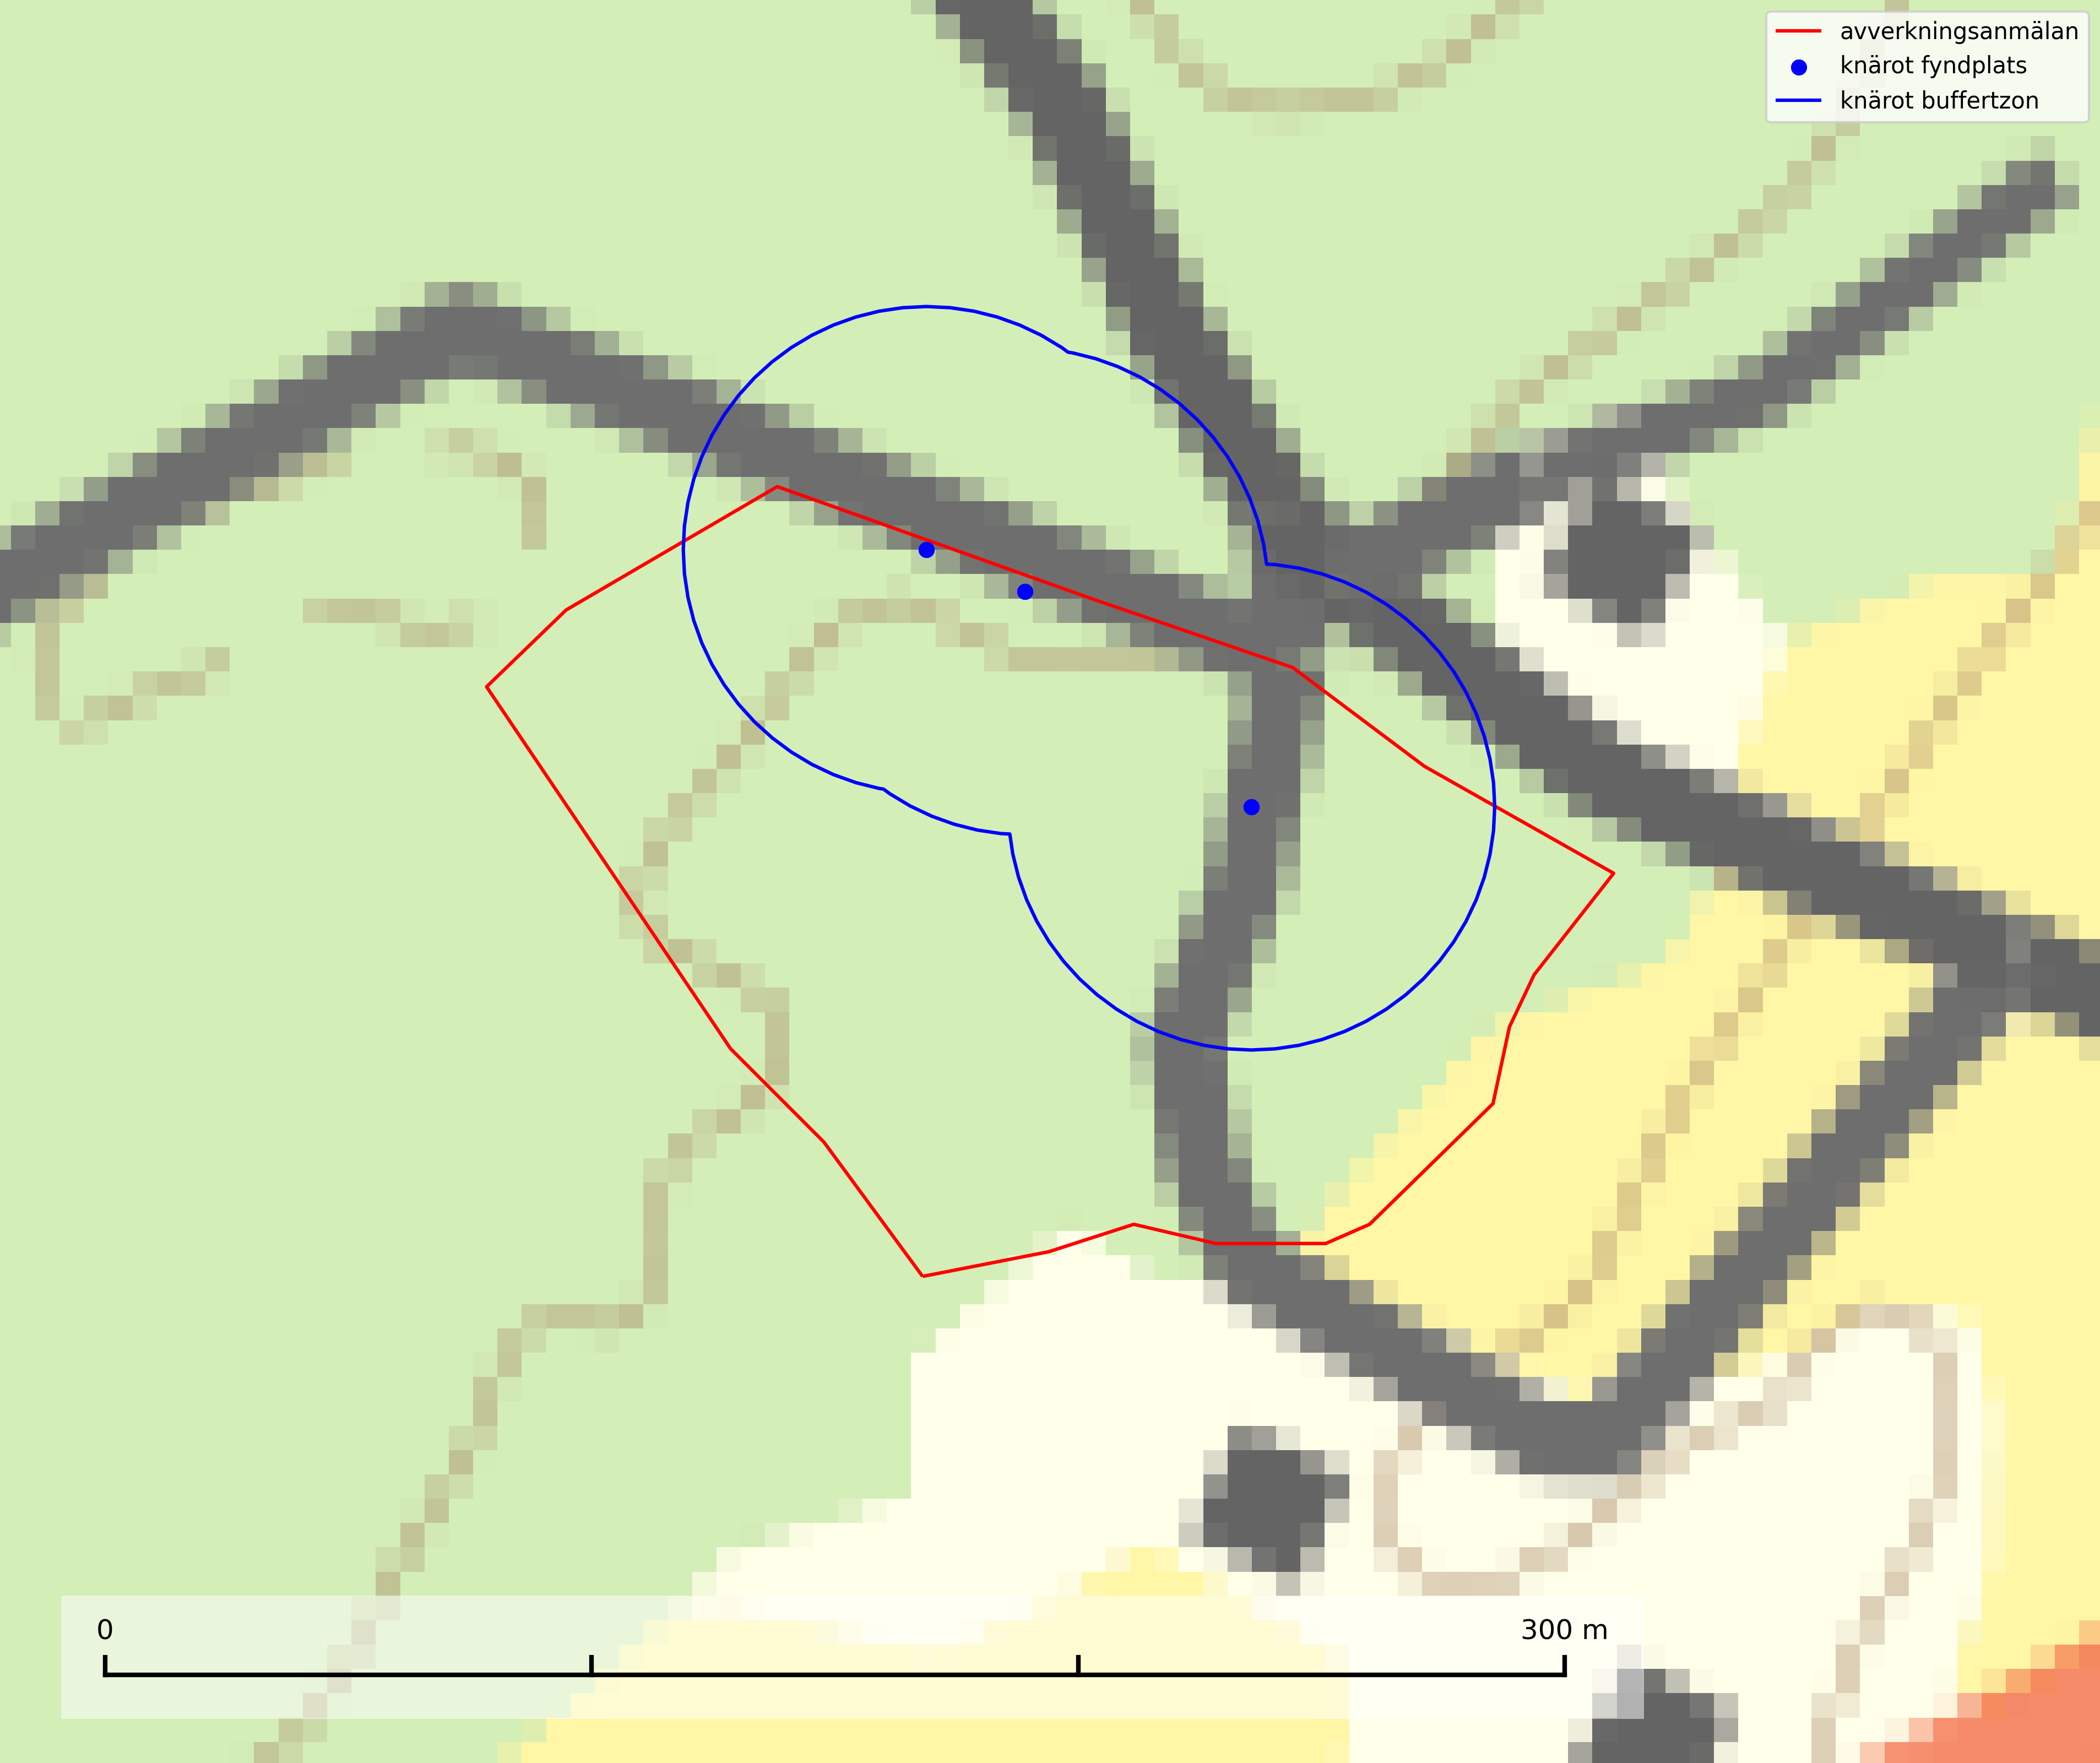 avverkningsanmälan
knärot fyndplats
knärot buffertzon
0
300 m